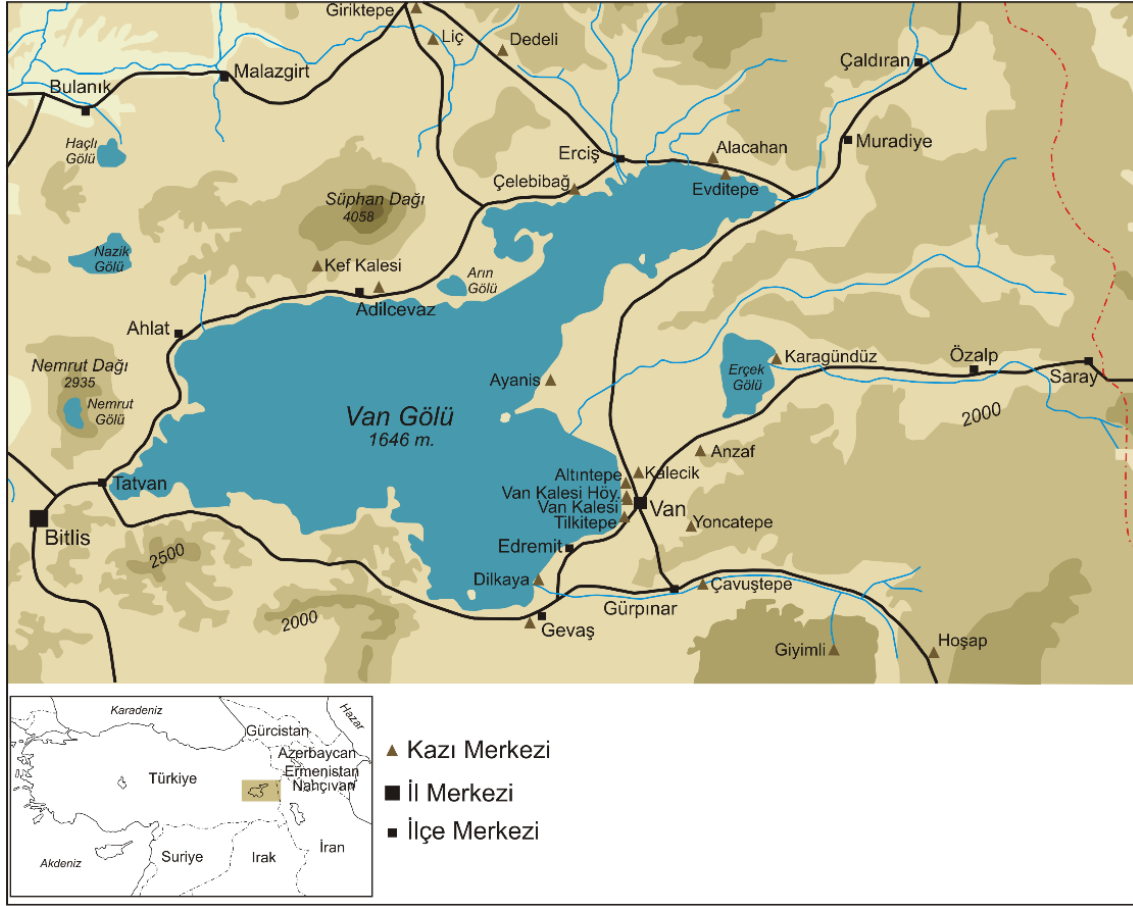 Giriktepe
Liç
Dedeli
Çaldıran
Malazgirt
Bulanık
Haçlı
Gölü
Erciş
Alacahan
Muradiye
Çelebibağ
Evditepe
Süphan Dağı
4058
Nazik
Gölü
Kef Kalesi
Arın
Gölü
Adilcevaz
Ahlat
Nemrut Dağı
2935
Nemrut
Gölü
Karagündüz
Özalp
Saray
Erçek
Gölü
Ayanis
2000
Van Gölü
1646 m.
Anzaf
Altıntepe
Kalecik
Tatvan
Van Kalesi Höy.
Van Kalesi
Van
Tilkitepe
Yoncatepe
Bitlis
2500
Edremit
Dilkaya
Çavuştepe
Gürpınar
2000
Gevaş
Giyimli
Hoşap
Karadeniz
Hazar
Gürcistan
Azerbaycan
Ermenistan
Nahçıvan
Türkiye
Akdeniz
Suriye
Irak
İran
Kazı Merkezi
İl Merkezi
İlçe Merkezi